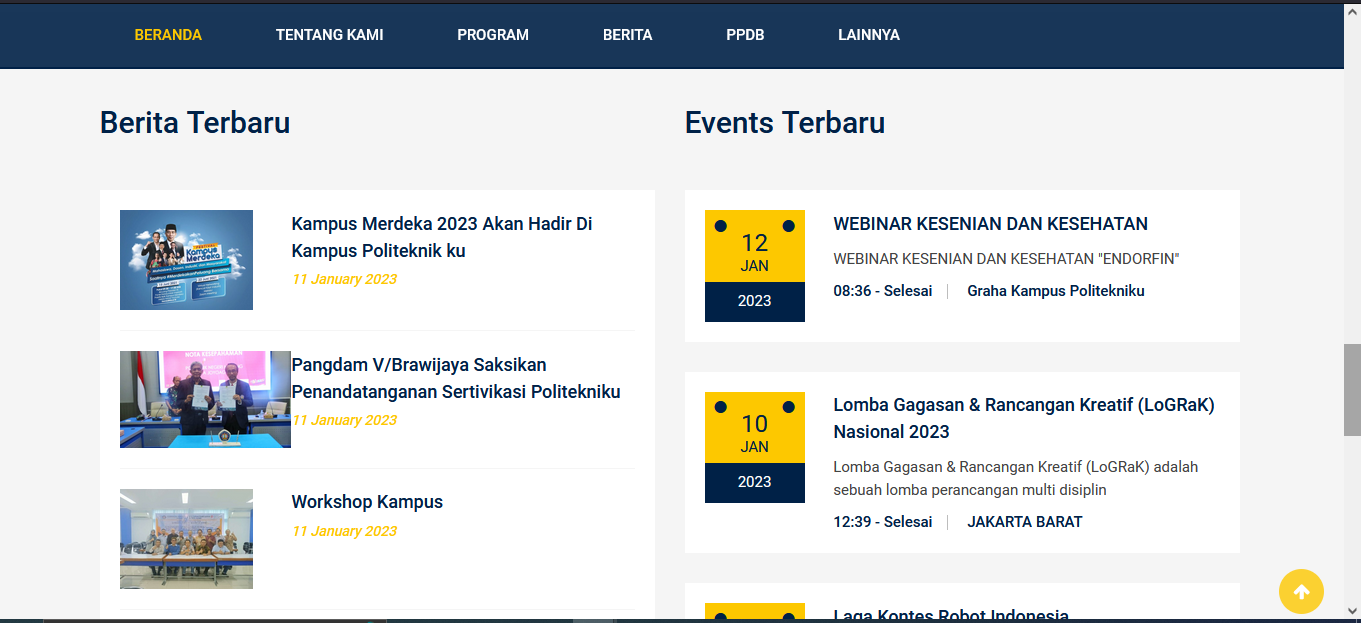 BERANDA TENTANG KAMI PROGRAM BERITA PPDB LAINNYA
Berita Terbaru
Kampus Merdeka
Kampus Merdeka 2023 Akan Hadir Di
Kampus Politeknik ku
11 January 2023
NOTA KESEPAHAMAN
Pangdam V/Brawijaya Saksikan
Penandatanganan Sertivikasi Politekniku
11 January 2023
Workshop Kampus
11 January 2023
Events Terbaru
12
JAN
2023
WEBINAR KESENIAN DAN KESEHATAN
WEBINAR KESENIAN DAN KESEHATAN "ENDORFIN"
08:36 - Selesai Graha Kampus Politekniku
10
JAN
2023
Lomba Gagasan & Rancangan Kreatif (LoGRaK)
Nasional 2023
Lomba Gagasan & Rancangan Kreatif (LoGRaK) adalah
sebuah lomba perancangan multi disiplin
12:39 - Selesai JAKARTA BARAT
Laga Kontes Robot Indonesia